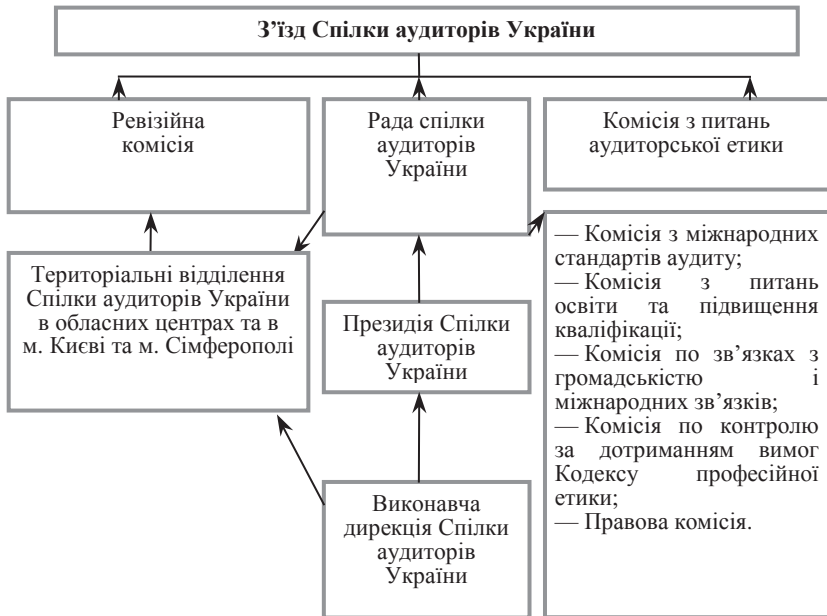 З’їзд Спілки аудиторів України
Ревізійна
комісія
Рада спілки
аудиторів
України
Комісія з питань
аудиторської етики
Територіальні відділення
Спілки аудиторів України
в обласних центрах та в
м. Києві та м. Сімферополі
Президія Спілки
аудиторів
України
Виконавча
дирекція Спілки
аудиторів
України
— Комісія з міжнародних
стандартів аудиту;
— Комісія з питань
освіти та підвищення
кваліфікації;
— Комісія по зв’язках з
громадськістю і
міжнародних зв’язків;
— Комісія по контролю
за дотриманням вимог
Кодексу професійної
етики;
— Правова комісія.